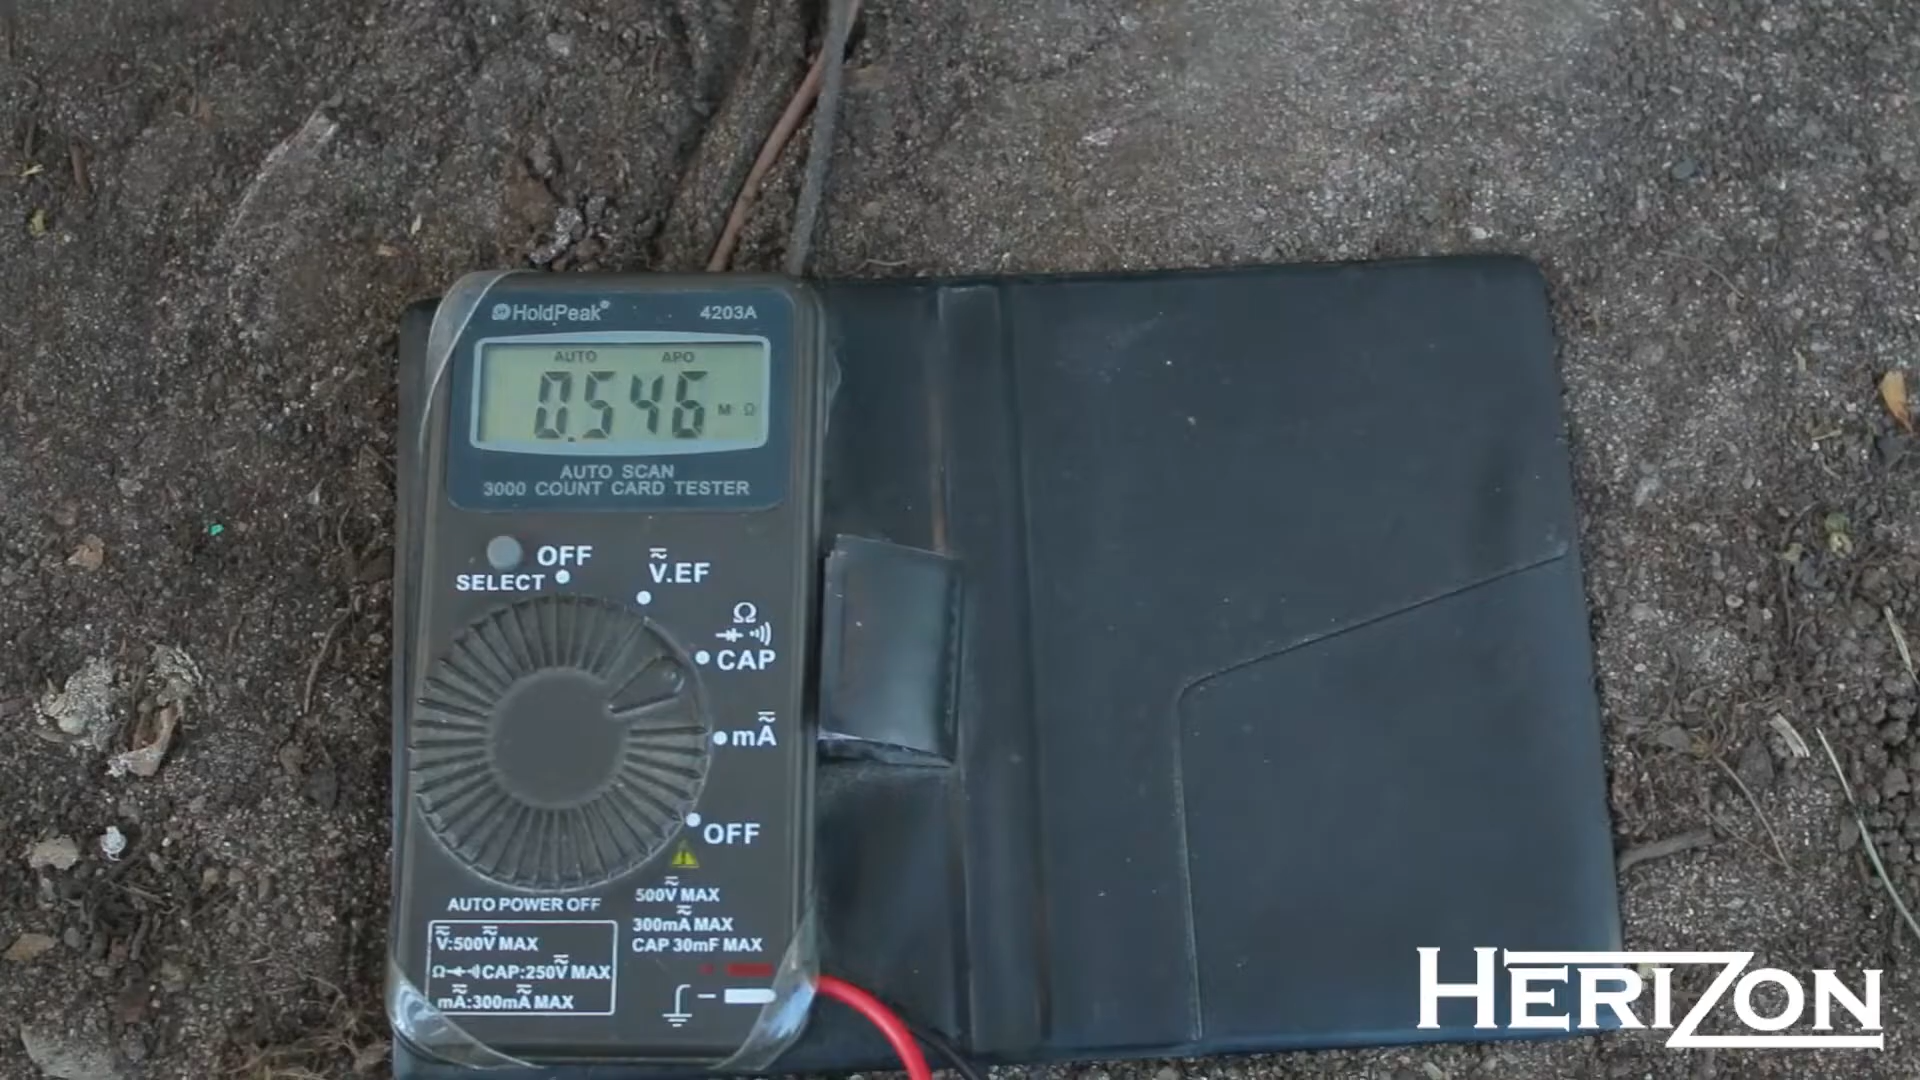 HoldPeak® 4203A
AUTO APO
0.546 M Ω
AUTO SCAN
3000 COUNT CARD TESTER
SELECT
OFF
V.EF
Ω
CAP
mA
OFF
AUTO POWER OFF
500V MAX
300mA MAX
CAP 30mF MAX
V:500V MAX
Ω CAP:250V MAX
mA:300mA MAX
HERIZON